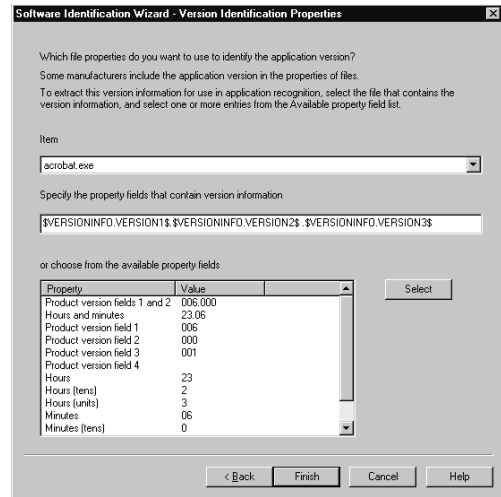 Software Identification Wizard - Version Identification Properties
Which file properties do you want to use to identify the application version?
Some manufacturers include the application version in the properties of files.
To extract this version information for use in application recognition, select the file that contains the
version information, and select one or more entries from the Available property field list.
Item
acrobat.exe
Specify the property fields that contain version information
$VERSIONINFO.VERSION1$.$VERSIONINFO.VERSION2$ .$VERSIONINFO.VERSION3$
or choose from the available property fields
Property Value
Select
Product version fields 1 and 2 006.000
Hours and minutes 23.06
Product version field 1 006
Product version field 2 000
Product version field 3 001
Product version field 4
Hours 23
Hours (tens) 2
Hours (units) 3
Minutes 06
Minutes (tens) 0
< Back Finish Cancel Help